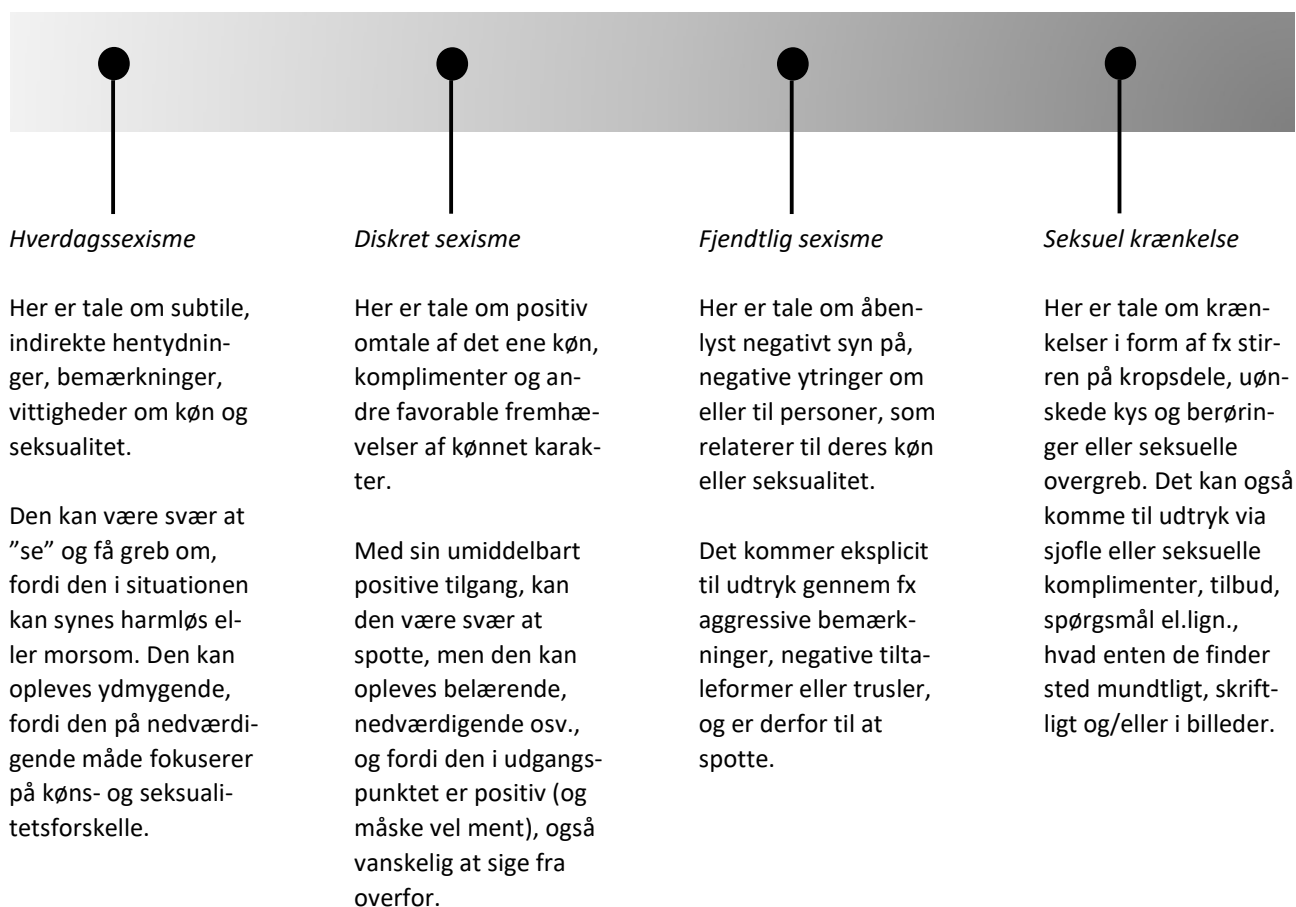 Hverdagssexisme
Her er tale om subtile,
indirekte hentydnin-
ger, bemærkninger,
vittigheder om køn og
seksualitet.
Den kan være svær at
”se” og få greb om,
fordi den i situationen
kan synes harmløs el-
ler morsom. Den kan
opleves ydmygende,
fordi den på nedværdi-
gende måde fokuserer
på køns- og seksuali-
tetsforskelle.
Diskret sexisme
Her er tale om positiv
omtale af det ene køn,
komplimenter og an-
dre favorable fremhæ-
velser af kønnet karak-
ter.
Med sin umiddelbart
positive tilgang, kan
den være svær at
spotte, men den kan
opleves belærende,
nedværdigende osv.,
og fordi den i udgangs-
punktet er positiv (og
måske vel ment), også
vanskelig at sige fra
overfor.
Fjendtlig sexisme
Her er tale om åben-
lyst negativt syn på,
negative ytringer om
eller til personer, som
relaterer til deres køn
eller seksualitet.
Det kommer eksplicit
til udtryk gennem fx
aggressive bemærk-
ninger, negative tilta-
leformer eller trusler,
og er derfor til at
spotte.
Seksuel krænkelse
Her er tale om kræn-
kelser i form af fx stir-
ren på kropsdele, uøn-
skede kys og berørin-
ger eller seksuelle
overgreb. Det kan også
komme til udtryk via
sjofle eller seksuelle
komplimenter, tilbud,
spørgsmål el.lign.,
hvad enten de finder
sted mundtligt, skrift-
ligt og/eller i billeder.